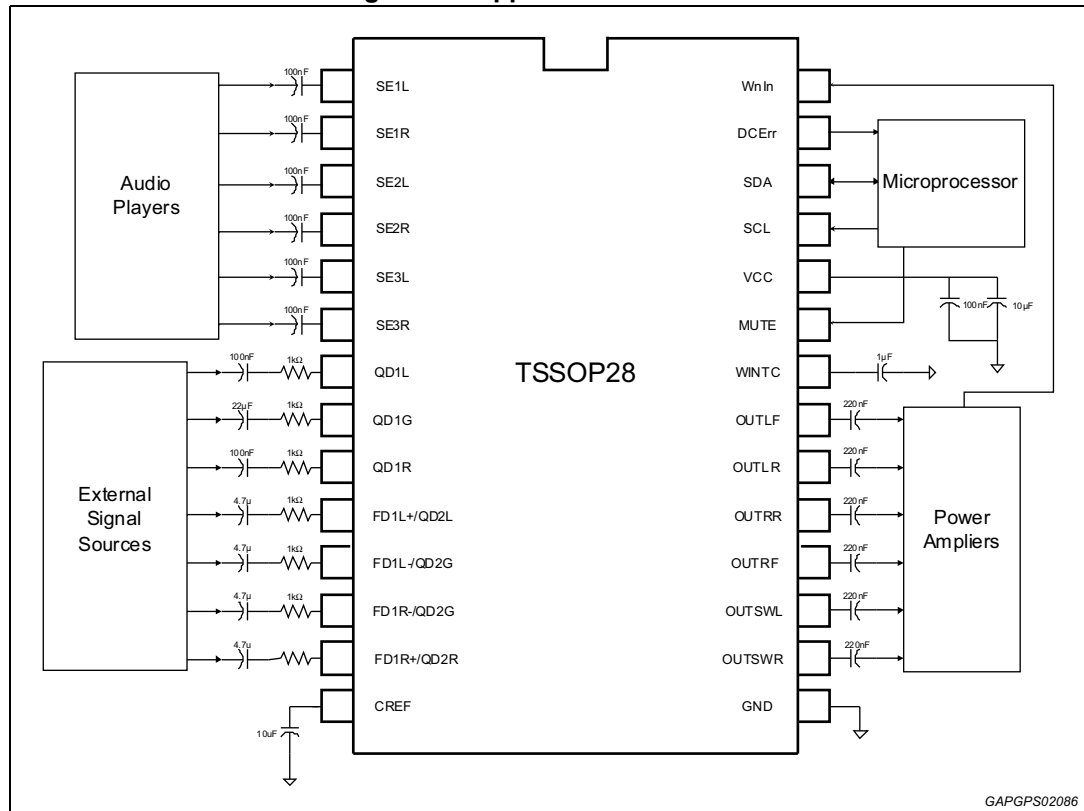 100nF
SE1L
WnIn
100nF
SE1R
DCErr
Audio
Players
100nF
SE2L
SDA
Microprocessor
100nF
SE2R
SCL
100nF
SE3L
VCC
100nF
10µF
100nF
SE3R
MUTE
100nF
1kΩ
QD1L
TSSOP28
WINTC
1µF
22µF
1kΩ
QD1G
OUTLF
220nF
100nF
1kΩ
QD1R
OUTLR
220nF
External
Signal
Sources
4.7µ
1kΩ
FD1L+/QD2L
OUTRR
220nF
Power
Ampliers
4.7µ
1kΩ
FD1L-/QD2G
OUTRF
220nF
4.7µ
1kΩ
FD1R-/QD2G
OUTSWL
220nF
4.7u
FD1R+/QD2R
OUTSWR
220nF
CREF
GND
10uF
GAPGPS02086